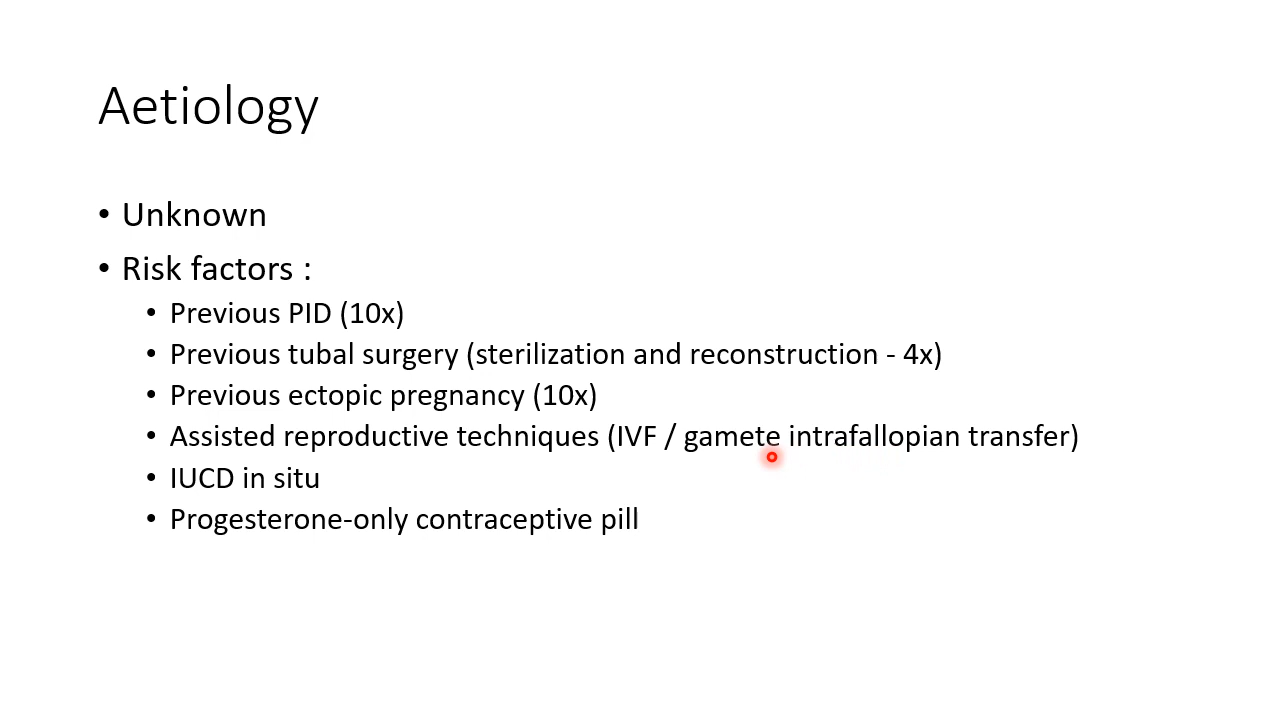 Aetiology
• Unknown
• Risk factors :
• Previous PID (10x)
• Previous tubal surgery (sterilization and reconstruction - 4x)
• Previous ectopic pregnancy (10x)
• Assisted reproductive techniques (IVF / gamete intrafallopian transfer)
• IUCD in situ
• Progesterone-only contraceptive pill